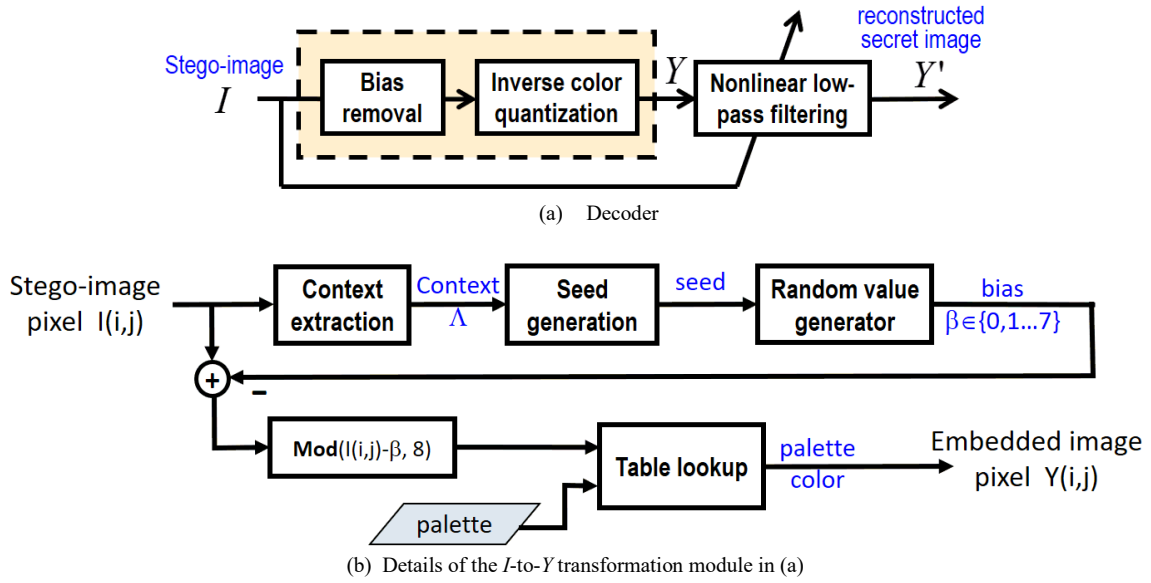 reconstructed
secret image
Stego-image
I
Bias
removal
Inverse color
quantization
Y
Nonlinear low-
pass filtering
Y'
(a) Decoder
Stego-image
pixel I(i,j)
Context
extraction
Context
Λ
Seed
generation
seed
Random value
generator
bias
β∈{0,1...7}
+
−
Mod(I(i,j)-β, 8)
Table lookup
palette
color
Embedded image
pixel Y(i,j)
palette
(b) Details of the I-to-Y transformation module in (a)